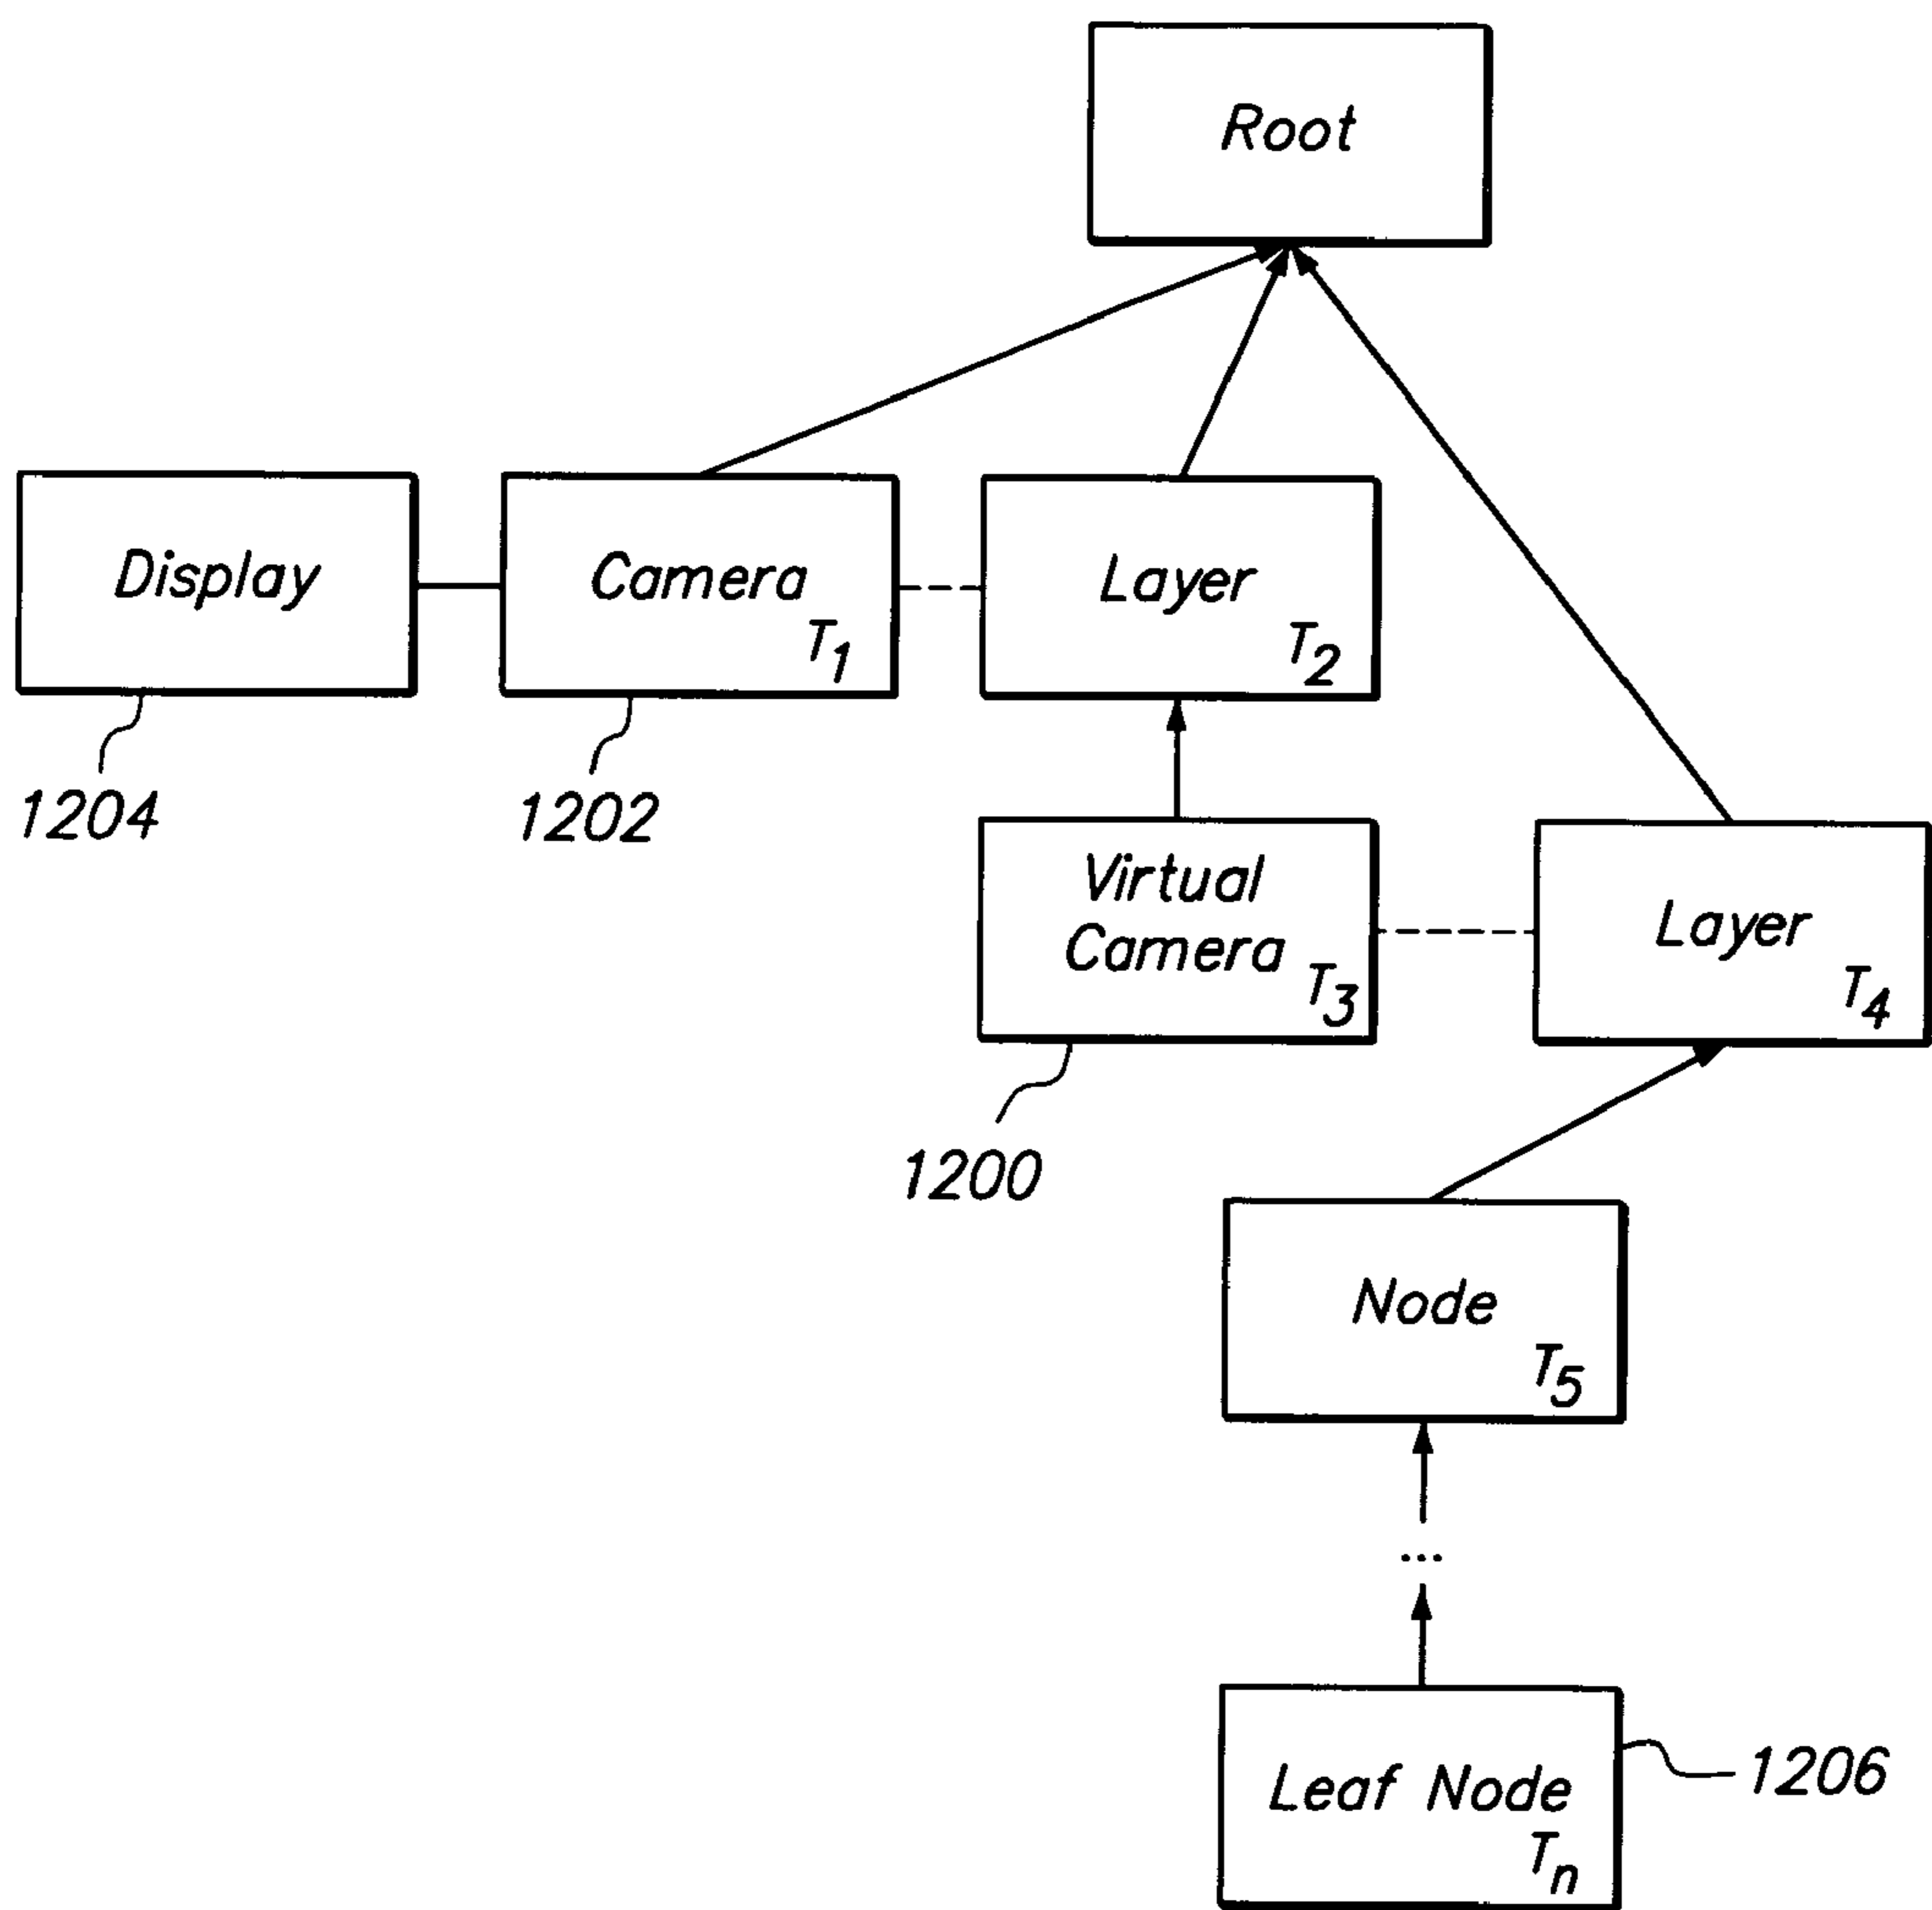 Root
Display
Camera
T1
Layer
T2
1204
1202
Virtual
Camera
T3
Layer
T4
1200
Node
T5
...
Leaf Node
Tn
1206